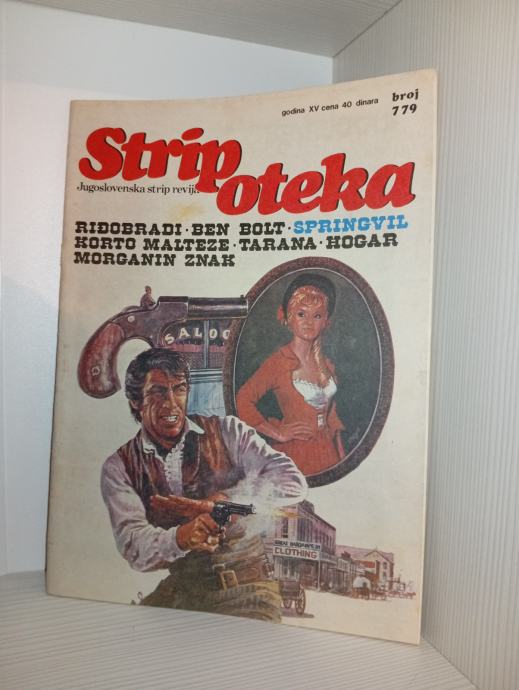 godina XV cena 40 dinara
broj
779
Strip
oteka
Jugoslovenska strip revija
RIĐOBRADI · BEN BOLT · SPRINGVIL
KORTO MALTEZE · TARANA · HOGAR
MORGANIN ZNAK
SALOO
CLOTHING